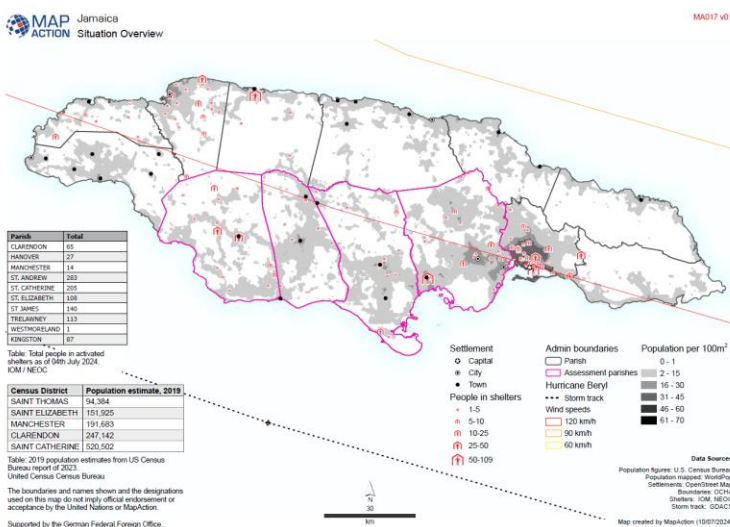 MAP
ACTION
Jamaica
Situation Overview
MA017 v01
Parish Total
CLARENDON 65
HANOVER 27
MANCHESTER 14
ST. ANDREW 283
ST. CATHERINE 205
ST. ELIZABETH 108
ST JAMES 140
TRELAWNEY 113
WESTMORELAND 1
KINGSTON 87
Table: Total people in activated
shelters as of 04th July 2024.
IOM / NEOC
Census District Population estimate, 2019
SAINT THOMAS 94,384
SAINT ELIZABETH 151,925
MANCHESTER 191,683
CLARENDON 247,142
SAINT CATHERINE 520,502
Table: 2019 population estimates from US Census
Bureau report of 2023.
United Census Census Bureau
The boundaries and names shown and the designations
used on this map do not imply official endorsement or
acceptance by the United Nations or MapAction.
Supported by the German Federal Foreign Office.
N
30
km
Settlement
Capital
City
Town
People in shelters
1-5
5-10
10-25
25-50
50-109
Admin boundaries
Parish
Assessment parishes
Hurricane Beryl
Storm track
Wind speeds
120 km/h
90 km/h
60 km/h
Population per 100m²
0 - 1
2 - 15
16 - 30
31 - 45
46 - 60
61 - 70
Data Sources
Population figures: U.S. Census Bureau
Population mapped: WorldPop
Settlements: OpenStreet Map
Boundaries: OCHA
Shelters: IOM, NEOC
Storm track: GDACS
Map created by MapAction (10/07/2024)